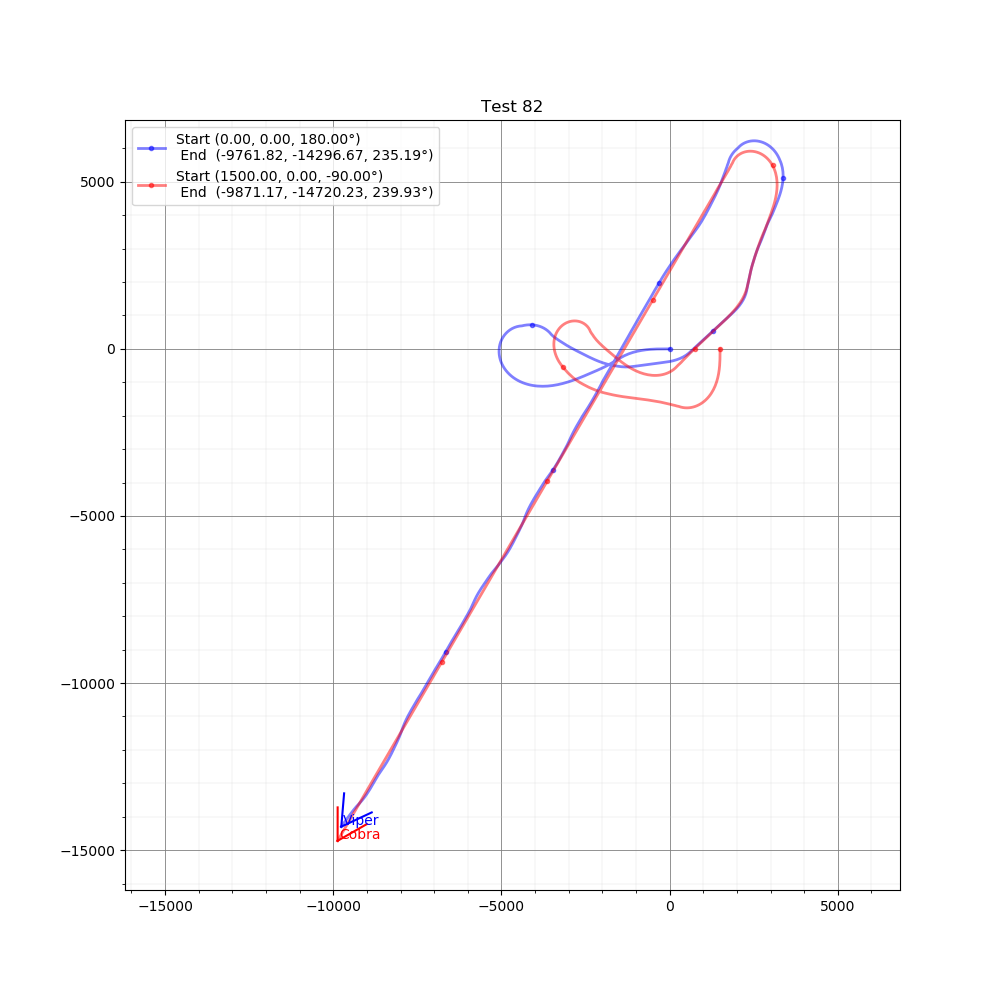 Test 82
Start (0.00, 0.00, 180.00°)
End (-9761.82, -14296.67, 235.19°)
Start (1500.00, 0.00, -90.00°)
End (-9871.17, -14720.23, 239.93°)
5000
0
−5000
−10000
−15000
Viper
Cobra
−15000
−10000
−5000
0
5000